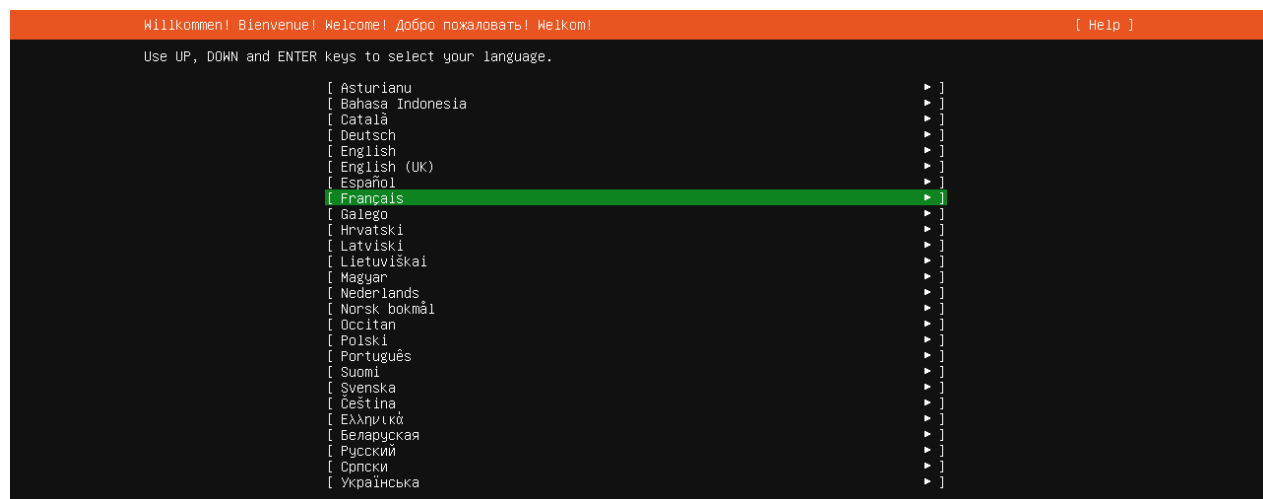 Willkommen! Bienvenue! Welcome! Добро пожаловать! Welkom! [ Help ]
Use UP, DOWN and ENTER keys to select your language.
[ Asturianu ► ]
[ Bahasa Indonesia ► ]
[ Català ► ]
[ Deutsch ► ]
[ English ► ]
[ English (UK) ► ]
[ Español ► ]
[ Français ► ]
[ Galego ► ]
[ Hrvatski ► ]
[ Latviski ► ]
[ Lietuviškai ► ]
[ Magyar ► ]
[ Nederlands ► ]
[ Norsk bokmål ► ]
[ Occitan ► ]
[ Polski ► ]
[ Português ► ]
[ Suomi ► ]
[ Svenska ► ]
[ Čeština ► ]
[ Ελληνικά ► ]
[ Беларуская ► ]
[ Русский ► ]
[ Српски ► ]
[ Українська ► ]